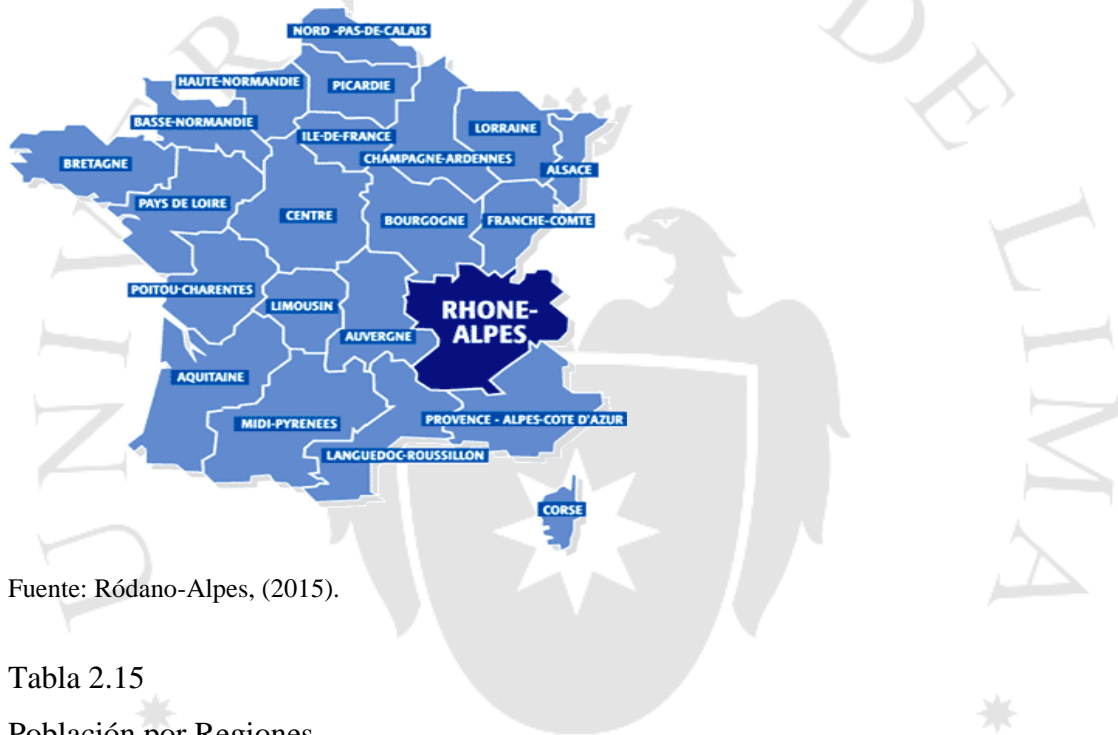 NORD -PAS-DE-CALAIS
HAUTE-NORMANDIE
PICARDIE
BASSE-NORMANDIE
ILE-DE-FRANCE
LORRAINE
CHAMPAGNE-ARDENNES
BRETAGNE
ALSACE
PAYS DE LOIRE
CENTRE
BOURGOGNE
FRANCHE-COMTE
POITOU-CHARENTES
LIMOUSIN
RHONE-
ALPES
AUVERGNE
AQUITAINE
MIDI-PYRENEES
PROVENCE - ALPES-COTE D'AZUR
LANGUEDOC-ROUSSILLON
CORSE
Fuente: Ródano-Alpes, (2015).
Tabla 2.15
Población por Regiones
DE LIMA